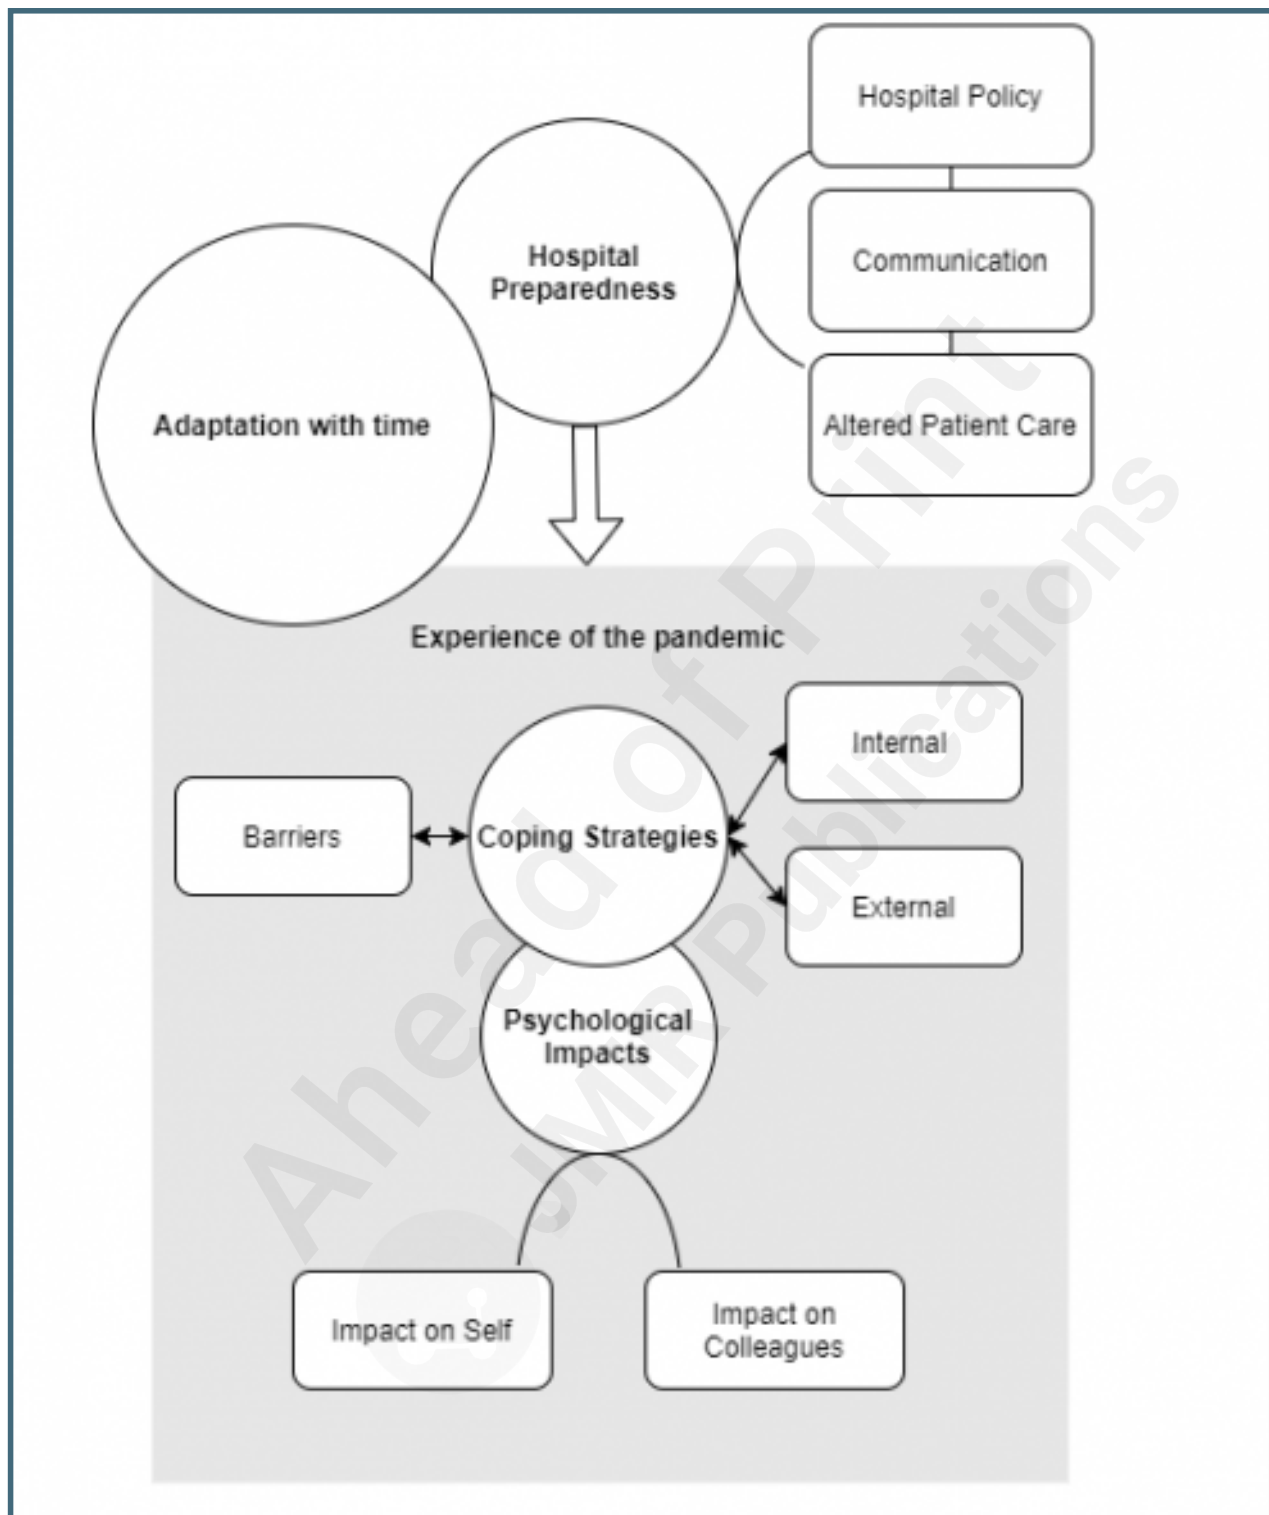 Hospital Policy
Hospital
Preparedness
Communication
Adaptation with time
Altered Patient Care
Experience of the pandemic
Internal
Barriers
Coping Strategies
External
Psychological
Impacts
Impact on Self
Impact on
Colleagues
Ahead of Print
JMIR Publications